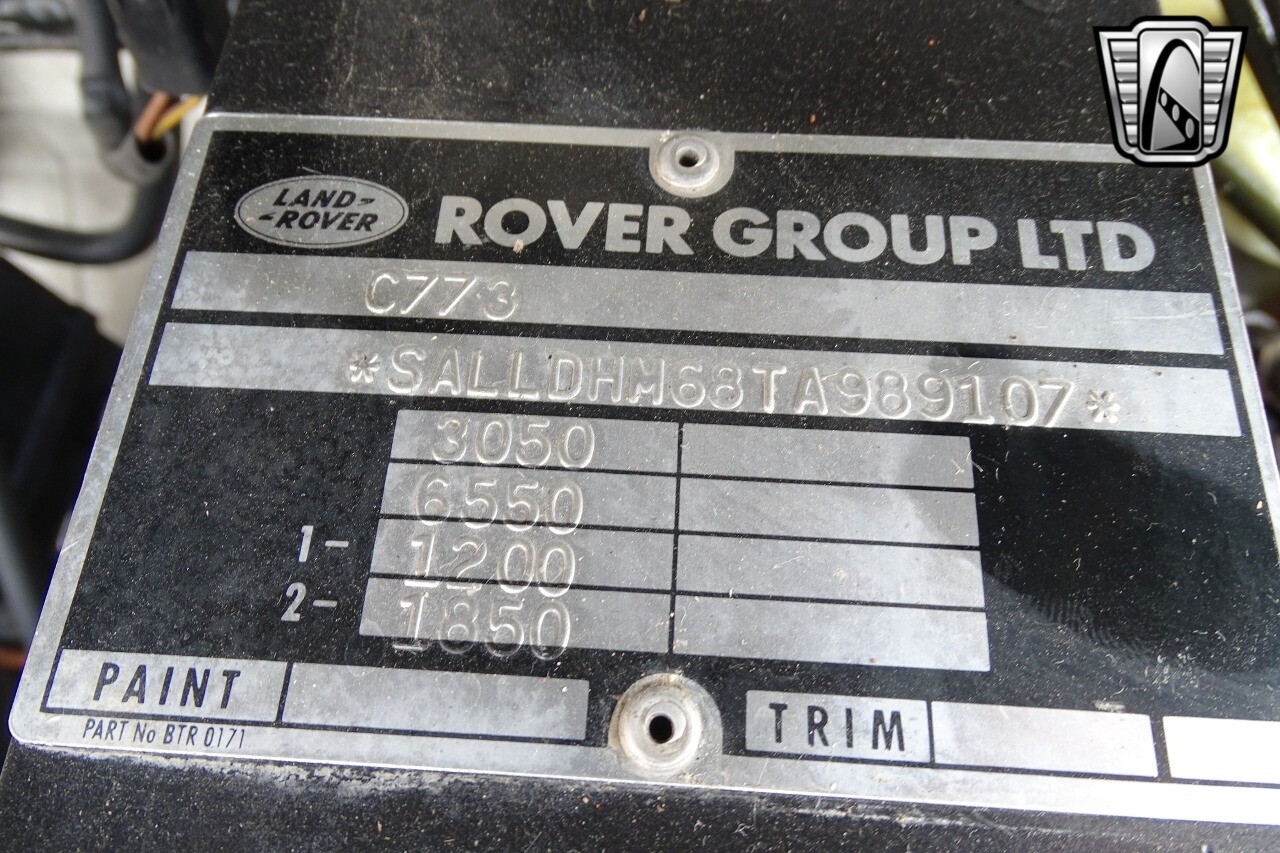 LAND-
-ROVER
ROVER GROUP LTD
C773
*SALLDHM68TA989107*
3050
6550
1- 1200
2- 1850
PAINT
TRIM
PART No BTR 0171